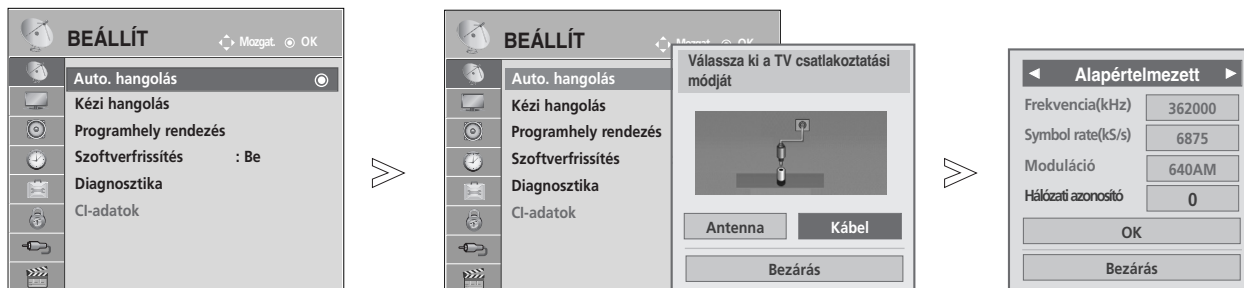 BEÁLLÍT
Mozgat. OK
Auto. hangolás
Kézi hangolás
Programhely rendezés
Szoftverfrissítés : Be
Diagnosztika
CI-adatok
BEÁLLÍT
Auto. hangolás
Kézi hangolás
Programhely rendezés
Szoftverfrissítés
Diagnosztika
CI-adatok
Válassza ki a TV csatlakoztatási
módját
Antenna Kábel
Bezárás
Alapértelmezett
Frekvencia(kHz) 362000
Symbol rate(kS/s) 6875
Moduláció 640AM
Hálózati azonosító 0
OK
Bezárás